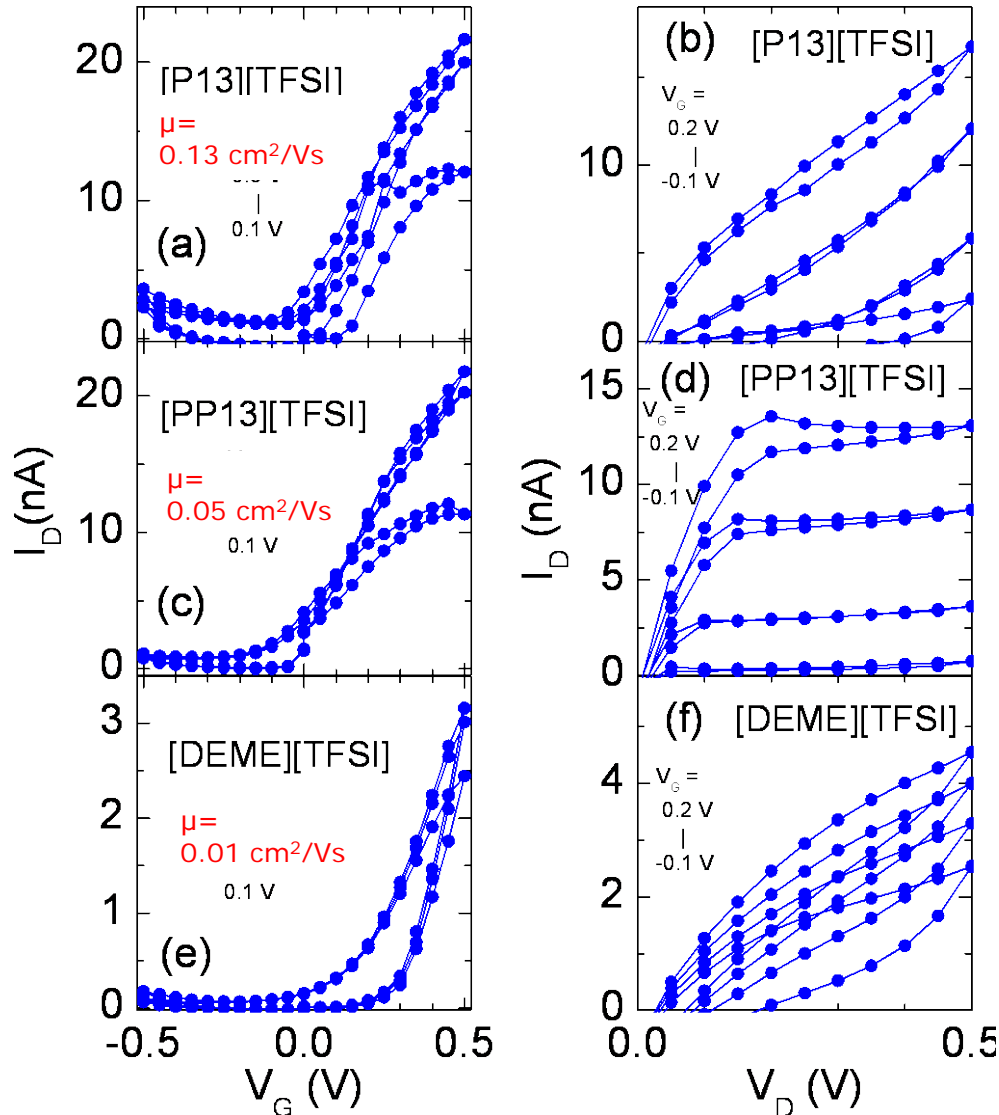 20
[P13][TFSI]
μ=
0.13 cm²/Vs
|
0.1 V
10
(a)
0
(b)
[P13][TFSI]
V_G =
0.2 V
|
-0.1 V
10
0
20
[PP13][TFSI]
μ=
0.05 cm²/Vs
0.1 V
10
(c)
0
I_D(nA)
15
(d)
[PP13][TFSI]
V_G =
0.2 V
|
-0.1 V
10
5
0
I_D (nA)
3
[DEME][TFSI]
μ=
0.01 cm²/Vs
0.1 V
2
1
(e)
0
-0.5 0.0 0.5
V_G (V)
(f)
[DEME][TFSI]
V_G =
0.2 V
|
-0.1 V
4
2
0
0.0 0.5
V_D (V)